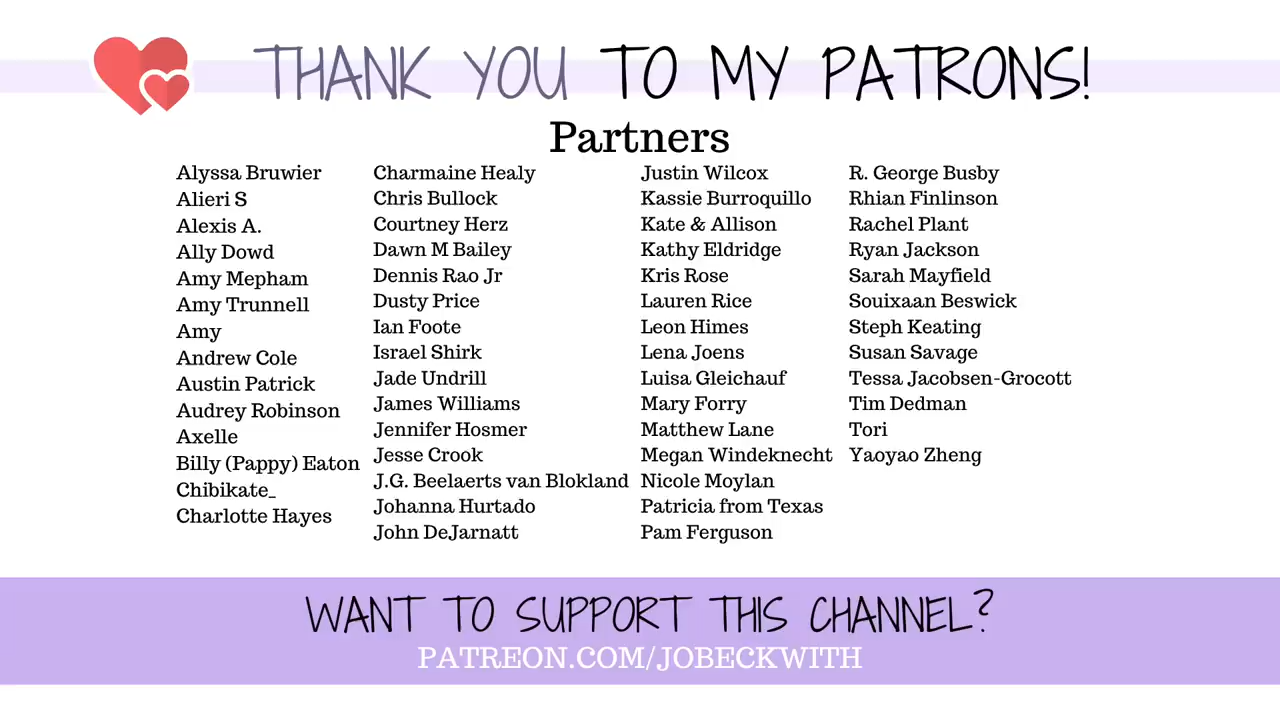 THANK YOU TO MY PATRONS!
Partners
Alyssa Bruwier
Alieri S
Alexis A.
Ally Dowd
Amy Mepham
Amy Trunnell
Amy
Andrew Cole
Austin Patrick
Audrey Robinson
Axelle
Billy (Pappy) Eaton
Chibikate_
Charlotte Hayes
Charmaine Healy
Chris Bullock
Courtney Herz
Dawn M Bailey
Dennis Rao Jr
Dusty Price
Ian Foote
Israel Shirk
Jade Undrill
James Williams
Jennifer Hosmer
Jesse Crook
J.G. Beelaerts van Blokland
Johanna Hurtado
John DeJarnatt
Justin Wilcox
Kassie Burroquillo
Kate & Allison
Kathy Eldridge
Kris Rose
Lauren Rice
Leon Himes
Lena Joens
Luisa Gleichauf
Mary Forry
Matthew Lane
Megan Windeknecht
Nicole Moylan
Patricia from Texas
Pam Ferguson
R. George Busby
Rhian Finlinson
Rachel Plant
Ryan Jackson
Sarah Mayfield
Souixaan Beswick
Steph Keating
Susan Savage
Tessa Jacobsen-Grocott
Tim Dedman
Tori
Yaoyao Zheng
WANT TO SUPPORT THIS CHANNEL?
PATREON.COM/JOBECKWITH